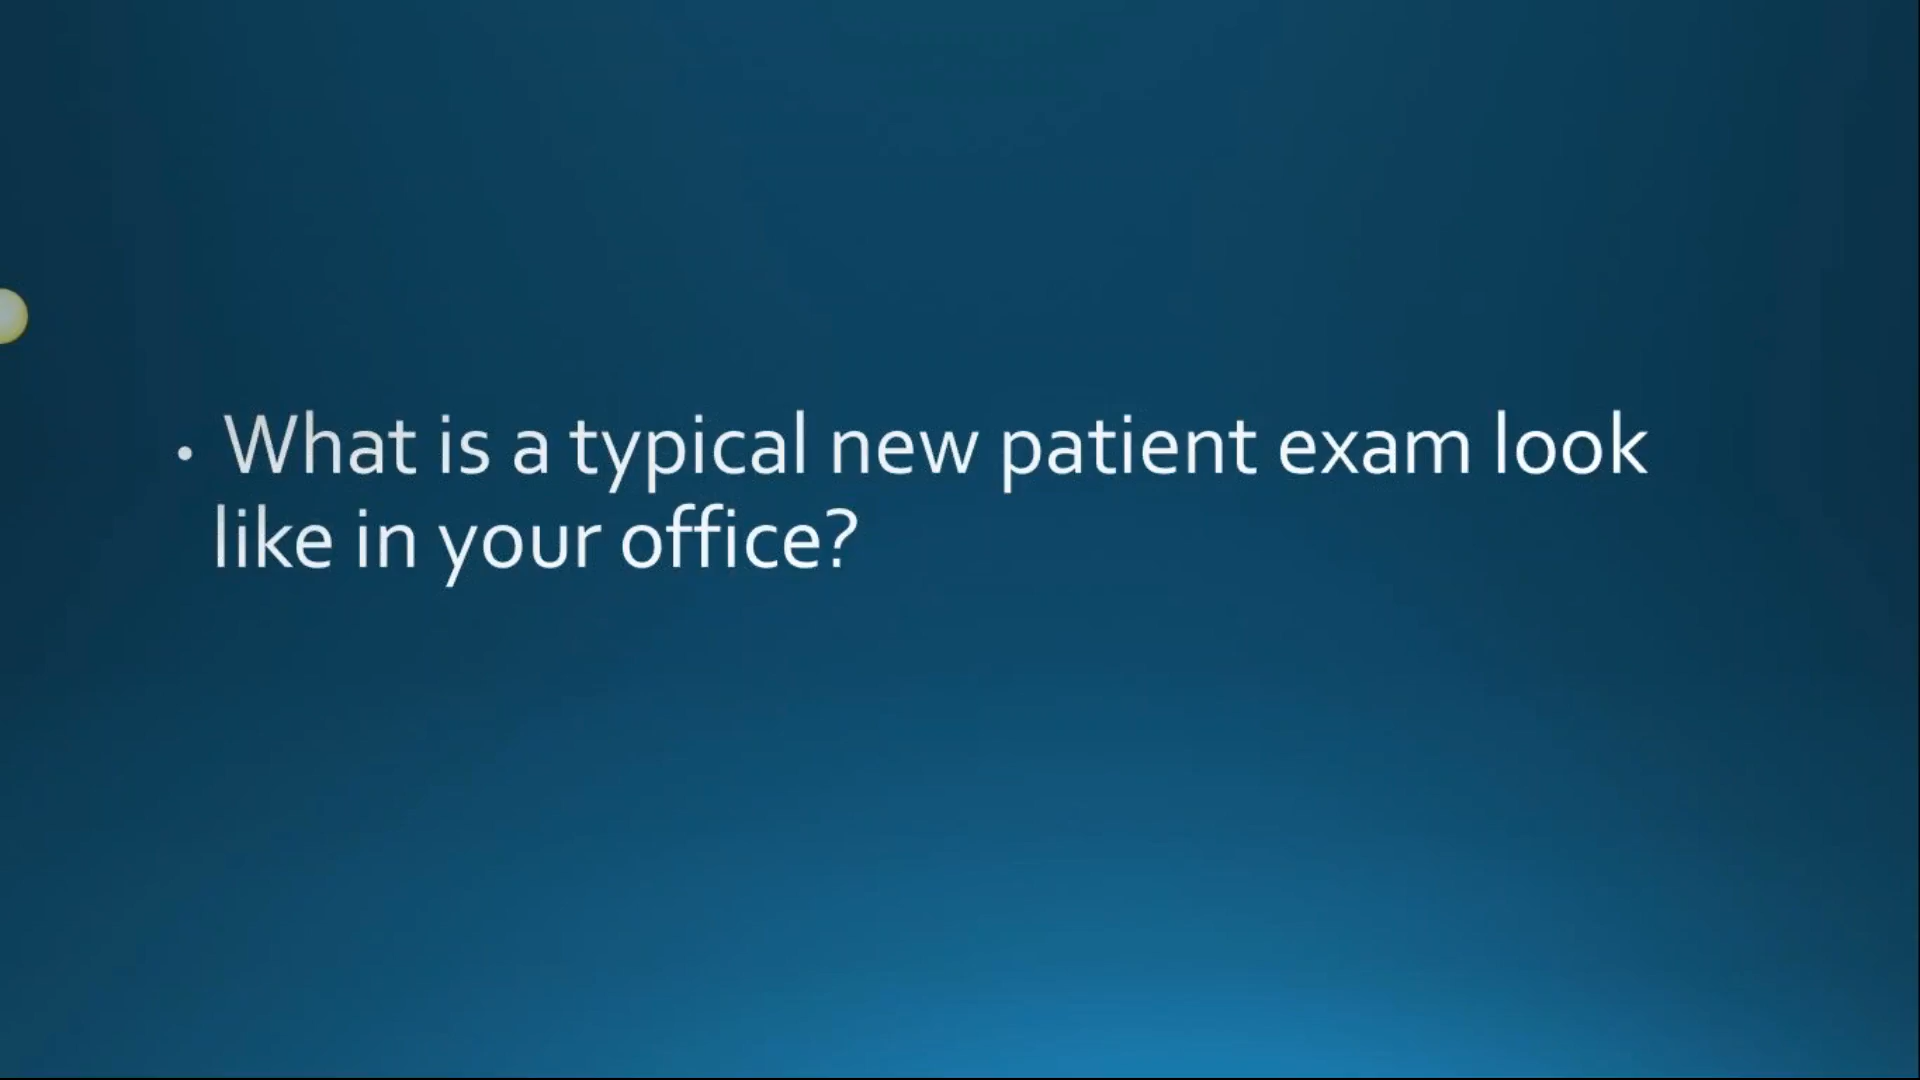 • What is a typical new patient exam look
like in your office?